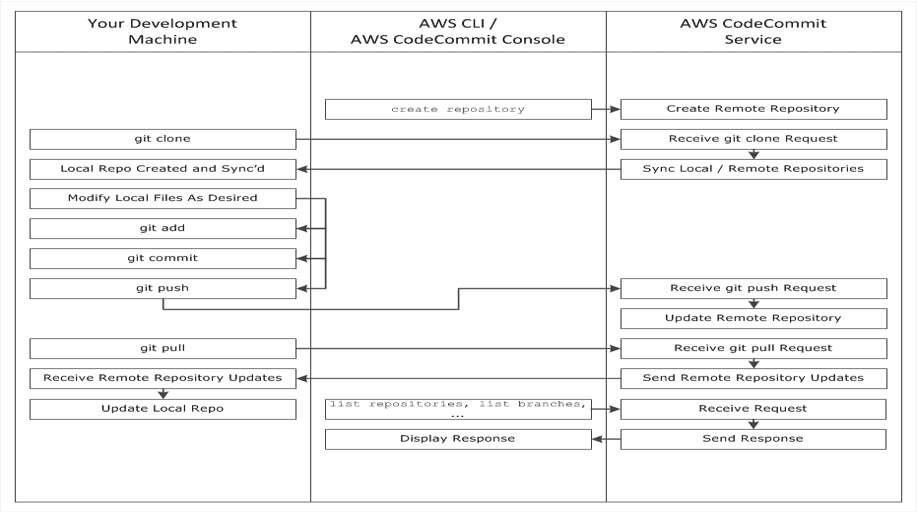 Your Development
Machine
AWS CLI /
AWS CodeCommit Console
AWS CodeCommit
Service
create repository
Create Remote Repository
git clone
Receive git clone Request
Local Repo Created and Sync’d
Sync Local / Remote Repositories
Modify Local Files As Desired
git add
git commit
git push
Receive git push Request
Update Remote Repository
git pull
Receive git pull Request
Receive Remote Repository Updates
Send Remote Repository Updates
Update Local Repo
list repositories, list branches,
...
Receive Request
Display Response
Send Response